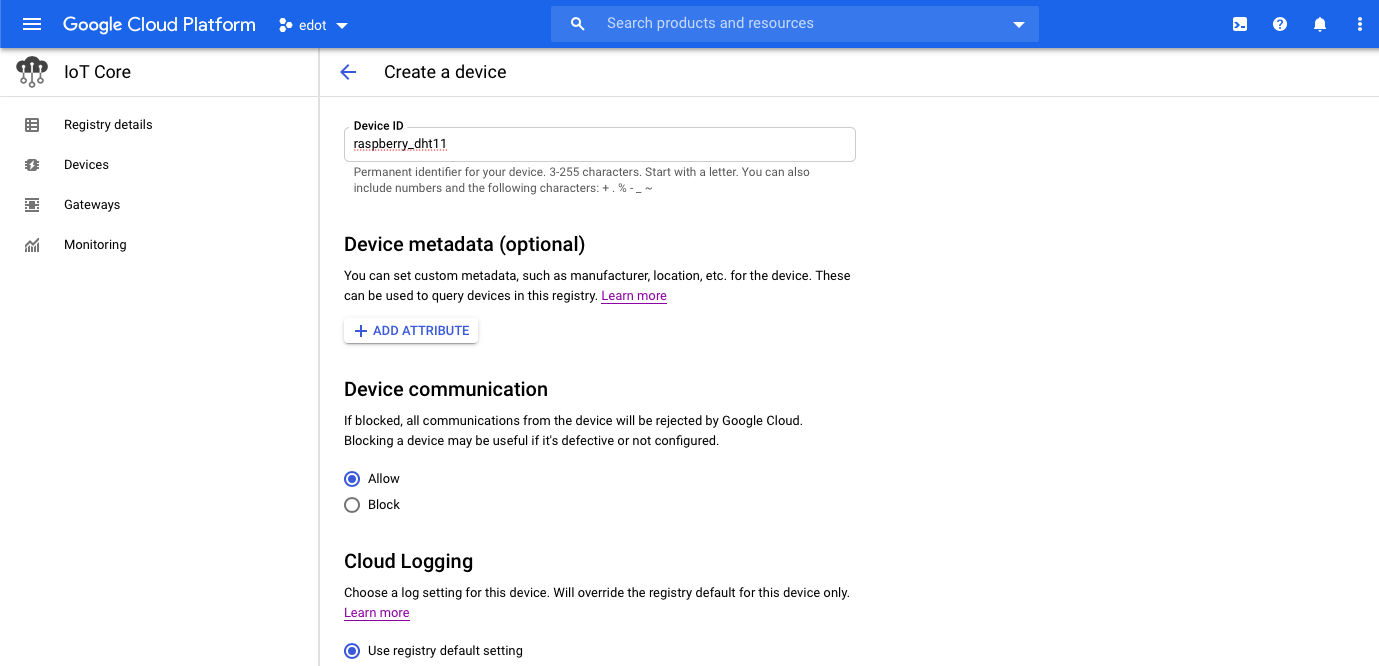 Google Cloud Platform
edot
Search products and resources
IoT Core
Create a device
Registry details
Devices
Gateways
Monitoring
Device ID
raspberry_dht11
Permanent identifier for your device. 3-255 characters. Start with a letter. You can also
include numbers and the following characters: + . % - _ ~
Device metadata (optional)
You can set custom metadata, such as manufacturer, location, etc. for the device. These
can be used to query devices in this registry. Learn more
ADD ATTRIBUTE
Device communication
If blocked, all communications from the device will be rejected by Google Cloud.
Blocking a device may be useful if it's defective or not configured.
Allow
Block
Cloud Logging
Choose a log setting for this device. Will override the registry default for this device only.
Learn more
Use registry default setting